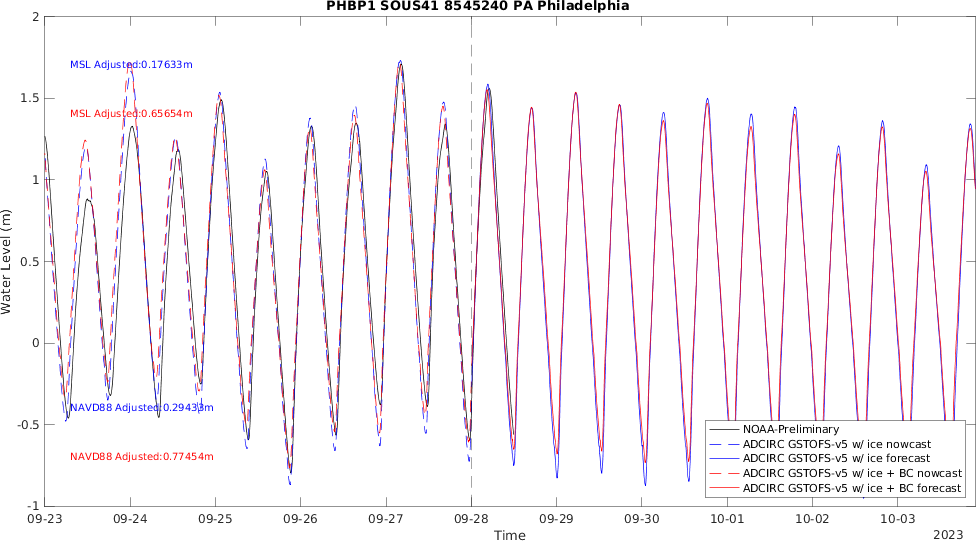 PHBP1 SOUS41 8545240 PA Philadelphia
2
1.5
1
0.5
0
-0.5
-1
Water Level (m)
MSL Adjusted:0.17633m
MSL Adjusted:0.65654m
NAVD88 Adjusted:0.29433m
NAVD88 Adjusted:0.77454m
NOAA-Preliminary
ADCIRC GSTOFS-v5 w/ ice nowcast
ADCIRC GSTOFS-v5 w/ ice forecast
ADCIRC GSTOFS-v5 w/ ice + BC nowcast
ADCIRC GSTOFS-v5 w/ ice + BC forecast
09-23 09-24 09-25 09-26 09-27 09-28 09-29 09-30 10-01 10-02 10-03
Time
2023